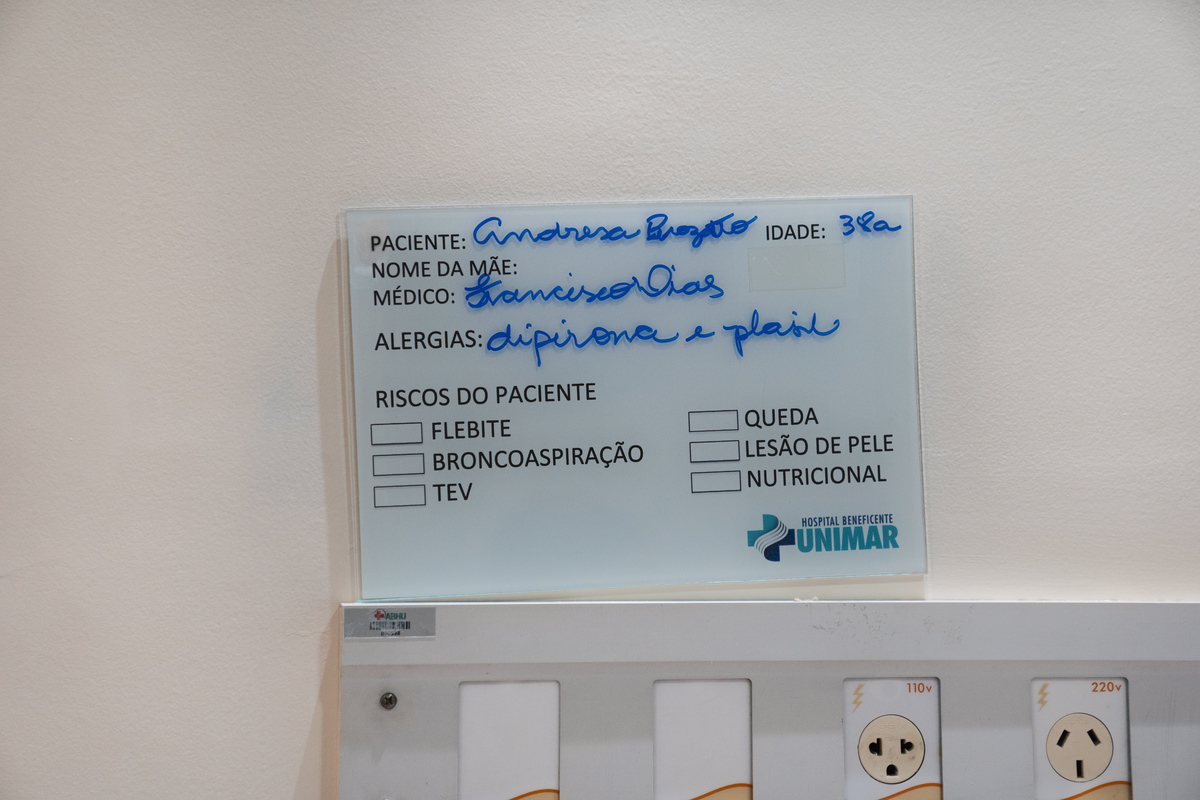 PACIENTE: Andresa IDADE: 38a
NOME DA MÃE:
MÉDICO: Francisco Dias
ALERGIAS: dipirona e plasil
RISCOS DO PACIENTE
FLEBITE
BRONCOASPIRAÇÃO
TEV
QUEDA
LESÃO DE PELE
NUTRICIONAL
HOSPITAL BENEFICENTE
UNIMAR
ABHU
110v
220v